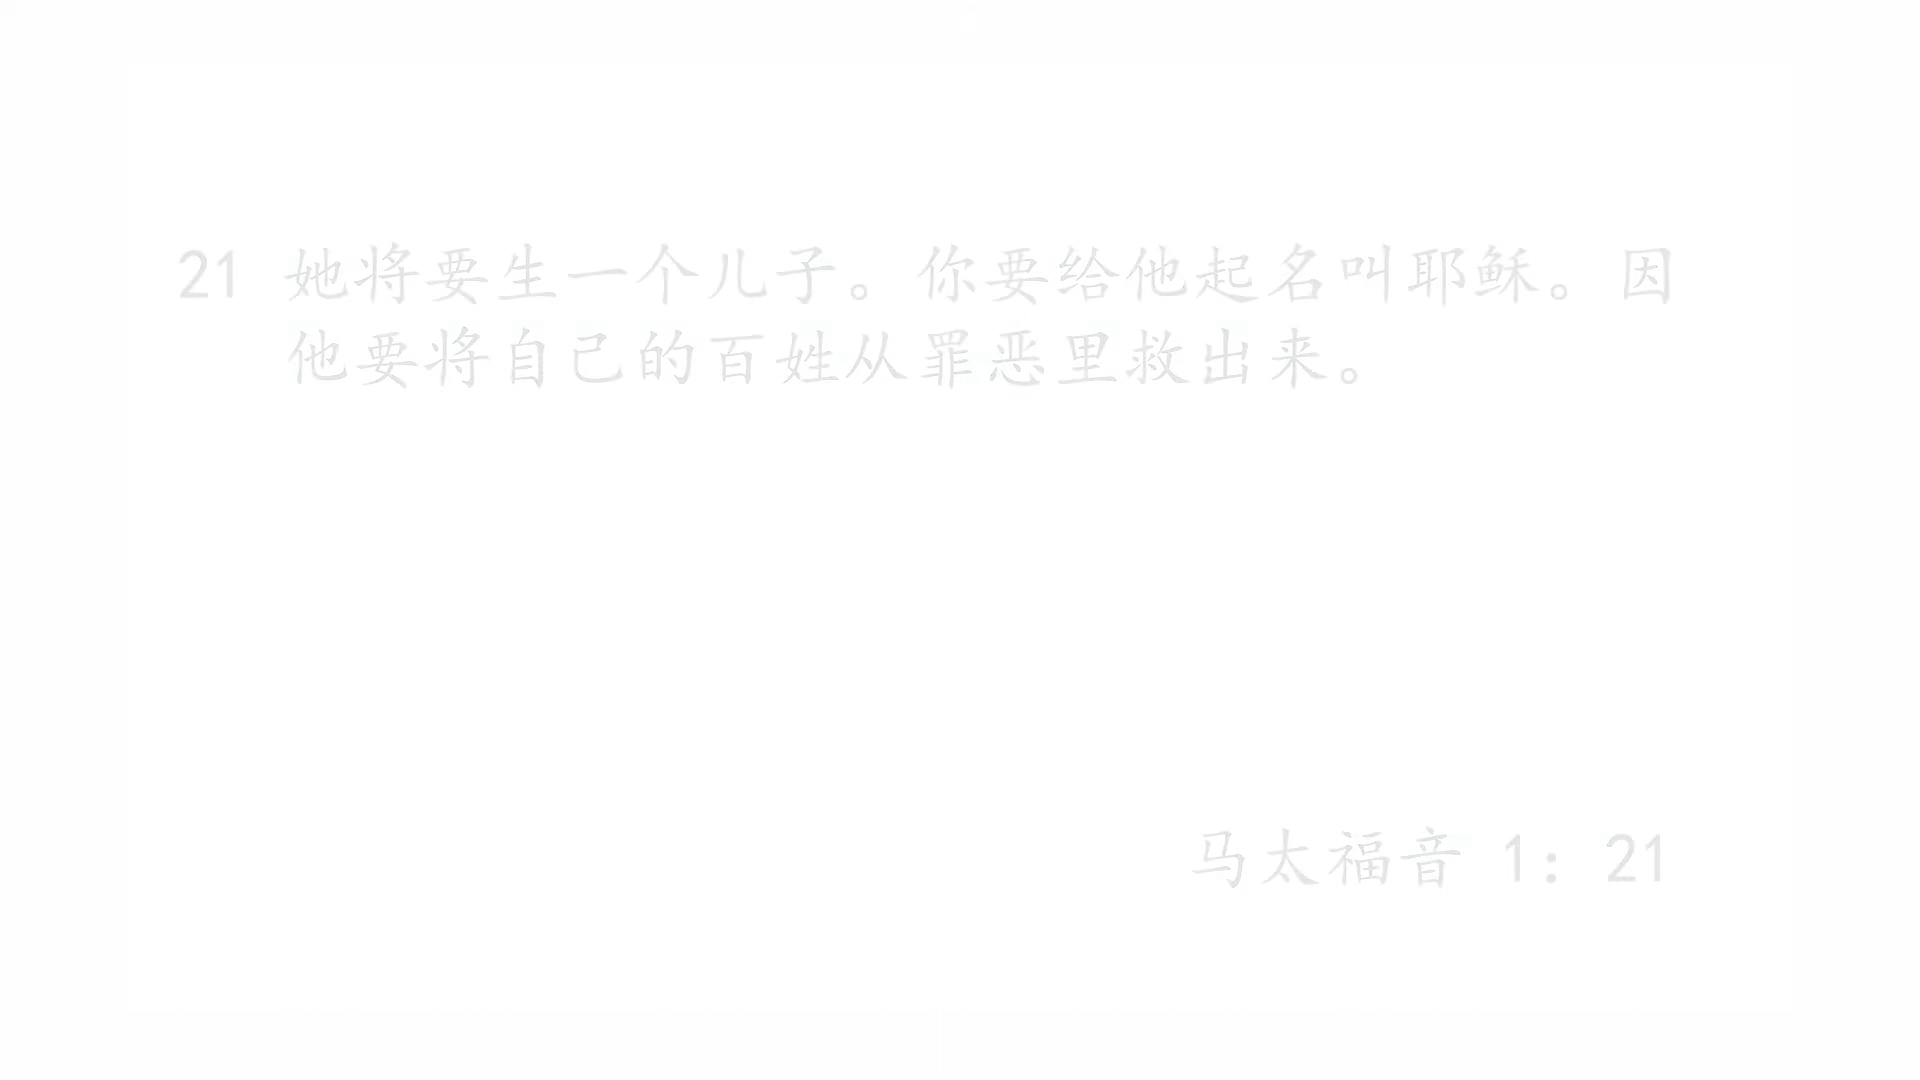 21 她将要生一个儿子。你要给他起名叫耶稣。因
他要将自己的百姓从罪恶里救出来。
马太福音 1：21